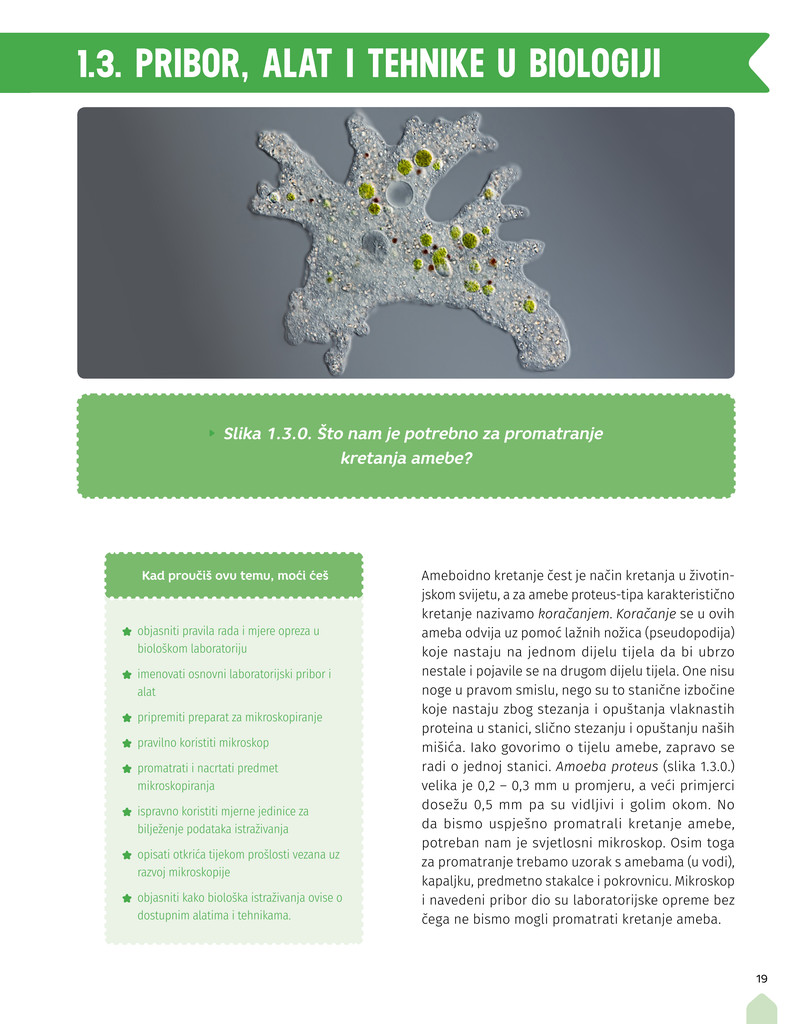 1.3. PRIBOR, ALAT I TEHNIKE U BIOLOGIJI
Slika 1.3.0. Što nam je potrebno za promatranje
kretanja amebe?
Kad proučiš ovu temu, moći ćeš
objasniti pravila rada i mjere opreza u
biološkom laboratoriju
imenovati osnovni laboratorijski pribor i
alat
pripremiti preparat za mikroskopiranje
pravilno koristiti mikroskop
promatrati i nacrtati predmet
mikroskopiranja
ispravno koristiti mjerne jedinice za
bilježenje podataka istraživanja
opisati otkrića tijekom prošlosti vezana uz
razvoj mikroskopije
objasniti kako biološka istraživanja ovise o
dostupnim alatima i tehnikama.
Ameboidno kretanje čest je način kretanja u životin-
jskom svijetu, a za amebe proteus-tipa karakteristično
kretanje nazivamo koračanjem. Koračanje se u ovih
ameba odvija uz pomoć lažnih nožica (pseudopodija)
koje nastaju na jednom dijelu tijela da bi ubrzo
nestale i pojavile se na drugom dijelu tijela. One nisu
noge u pravom smislu, nego su to stanične izbočine
koje nastaju zbog stezanja i opuštanja vlaknastih
proteina u stanici, slično stezanju i opuštanju naših
mišića. Iako govorimo o tijelu amebe, zapravo se
radi o jednoj stanici. Amoeba proteus (slika 1.3.0.)
velika je 0,2 – 0,3 mm u promjeru, a veći primjerci
dosežu 0,5 mm pa su vidljivi i golim okom. No
da bismo uspješno promatrali kretanje amebe,
potreban nam je svjetlosni mikroskop. Osim toga
za promatranje trebamo uzorak s amebama (u vodi),
kapaljku, predmetno stakalce i pokrovnicu. Mikroskop
i navedeni pribor dio su laboratorijske opreme bez
čega ne bismo mogli promatrati kretanje ameba.
19